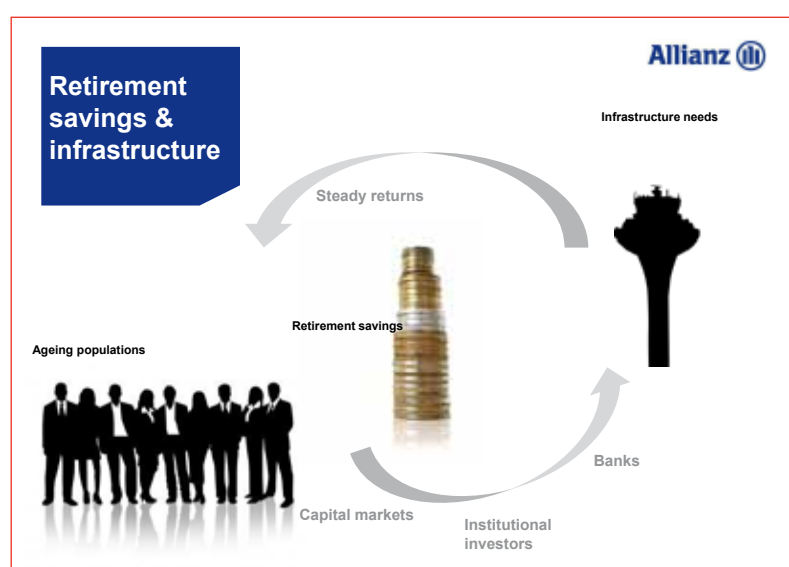 Retirement
savings &
infrastructure
Allianz
Infrastructure needs
Steady returns
Retirement savings
Ageing populations
Banks
Capital markets
Institutional
investors